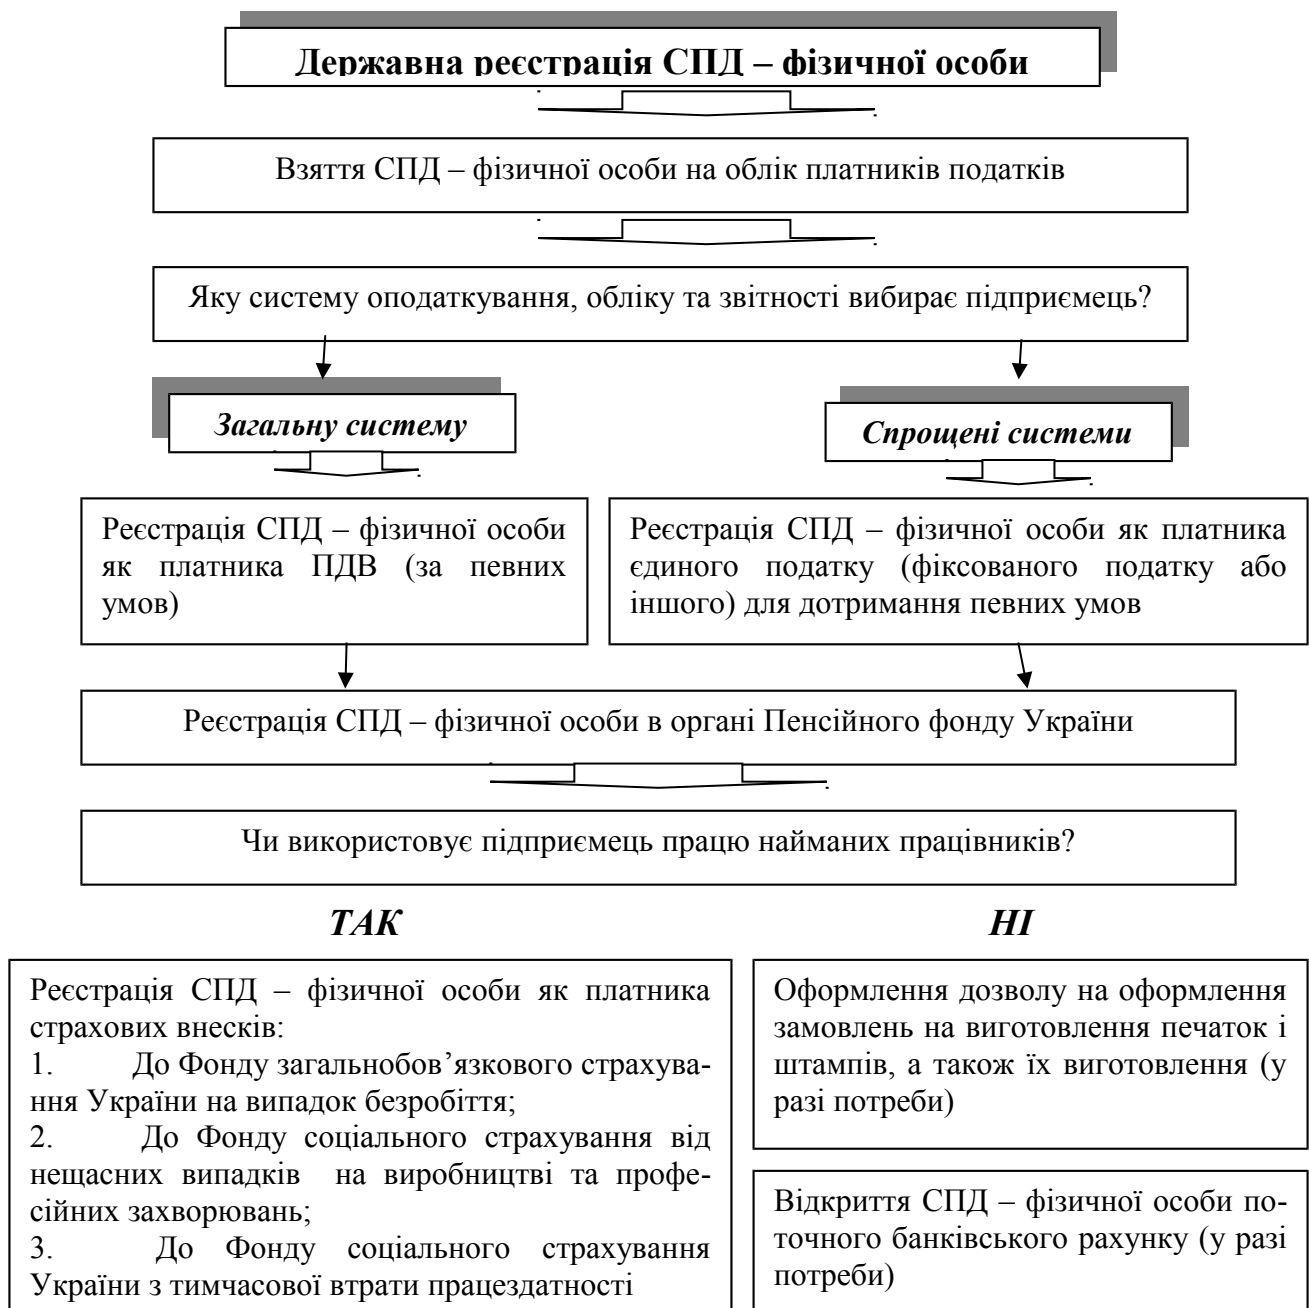 Державна реєстрація СПД – фізичної особи
Взяття СПД – фізичної особи на облік платників податків
Яку систему оподаткування, обліку та звітності вибирає підприємець?
Загальну систему
Спрощені системи
Реєстрація СПД – фізичної особи
як платника ПДВ (за певних
умов)
Реєстрація СПД – фізичної особи як платника
єдиного податку (фіксованого податку або
іншого) для дотримання певних умов
Реєстрація СПД – фізичної особи в органі Пенсійного фонду України
Чи використовує підприємець працю найманих працівників?
ТАК
НІ
Реєстрація СПД – фізичної особи як платника
страхових внесків:
1. До Фонду загальнобов’язкового страхува-
ння України на випадок безробіття;
2. До Фонду соціального страхування від
нещасних випадків на виробництві та профе-
сійних захворювань;
3. До Фонду соціального страхування
України з тимчасової втрати працездатності
Оформлення дозволу на оформлення
замовлень на виготовлення печаток і
штампів, а також їх виготовлення (у
разі потреби)
Відкриття СПД – фізичної особи по-
точного банківського рахунку (у разі
потреби)